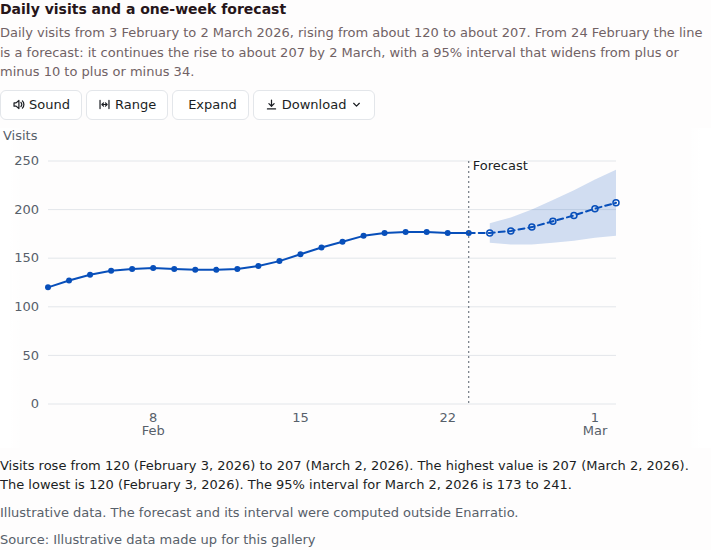 Daily visits and a one-week forecast
Daily visits from 3 February to 2 March 2026, rising from about 120 to about 207. From 24 February the line
is a forecast: it continues the rise to about 207 by 2 March, with a 95% interval that widens from plus or
minus 10 to plus or minus 34.
Sound Range Expand Download
Visits
250
Forecast
200
150
100
50
0
8 15 22 1
Feb Mar
Visits rose from 120 (February 3, 2026) to 207 (March 2, 2026). The highest value is 207 (March 2, 2026).
The lowest is 120 (February 3, 2026). The 95% interval for March 2, 2026 is 173 to 241.
Illustrative data. The forecast and its interval were computed outside Enarratio.
Source: Illustrative data made up for this gallery